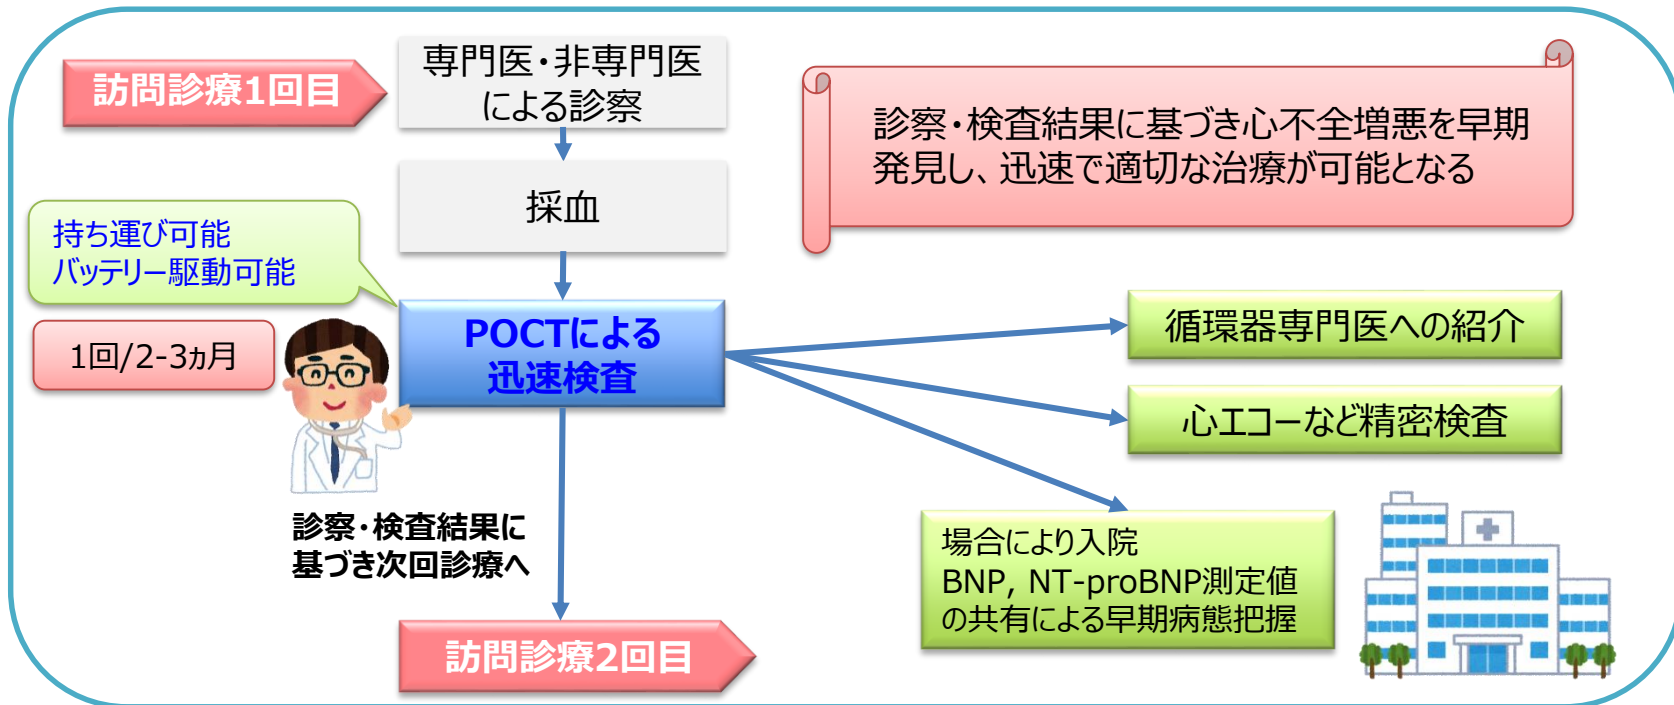 訪問診療1回目
専門医・非専門医
による診察
診察・検査結果に基づき心不全増悪を早期
発見し、迅速で適切な治療が可能となる
採血
持ち運び可能
バッテリー駆動可能
POCTによる
迅速検査
1回/2-3ヵ月
循環器専門医への紹介
心エコーなど精密検査
診察・検査結果に
基づき次回診療へ
場合により入院
BNP, NT-proBNP測定値
の共有による早期病態把握
訪問診療2回目